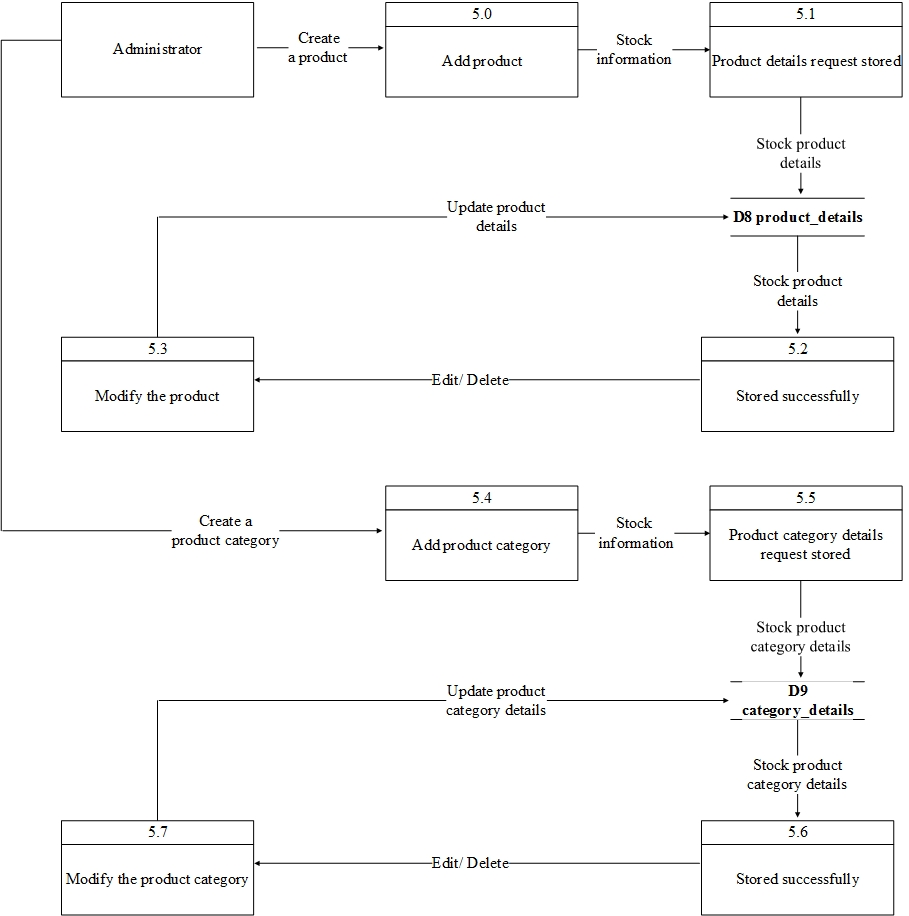 5.0
5.1
Administrator
Create
a product
Add product
Stock
information
Product details request stored
Stock product
details
Update product
details
D8 product_details
Stock product
details
5.3
5.2
Modify the product
Edit/ Delete
Stored successfully
5.4
5.5
Create a
product category
Add product category
Stock
information
Product category details
request stored
Stock product
category details
Update product
category details
D9
category_details
Stock product
category details
5.7
5.6
Modify the product category
Edit/ Delete
Stored successfully